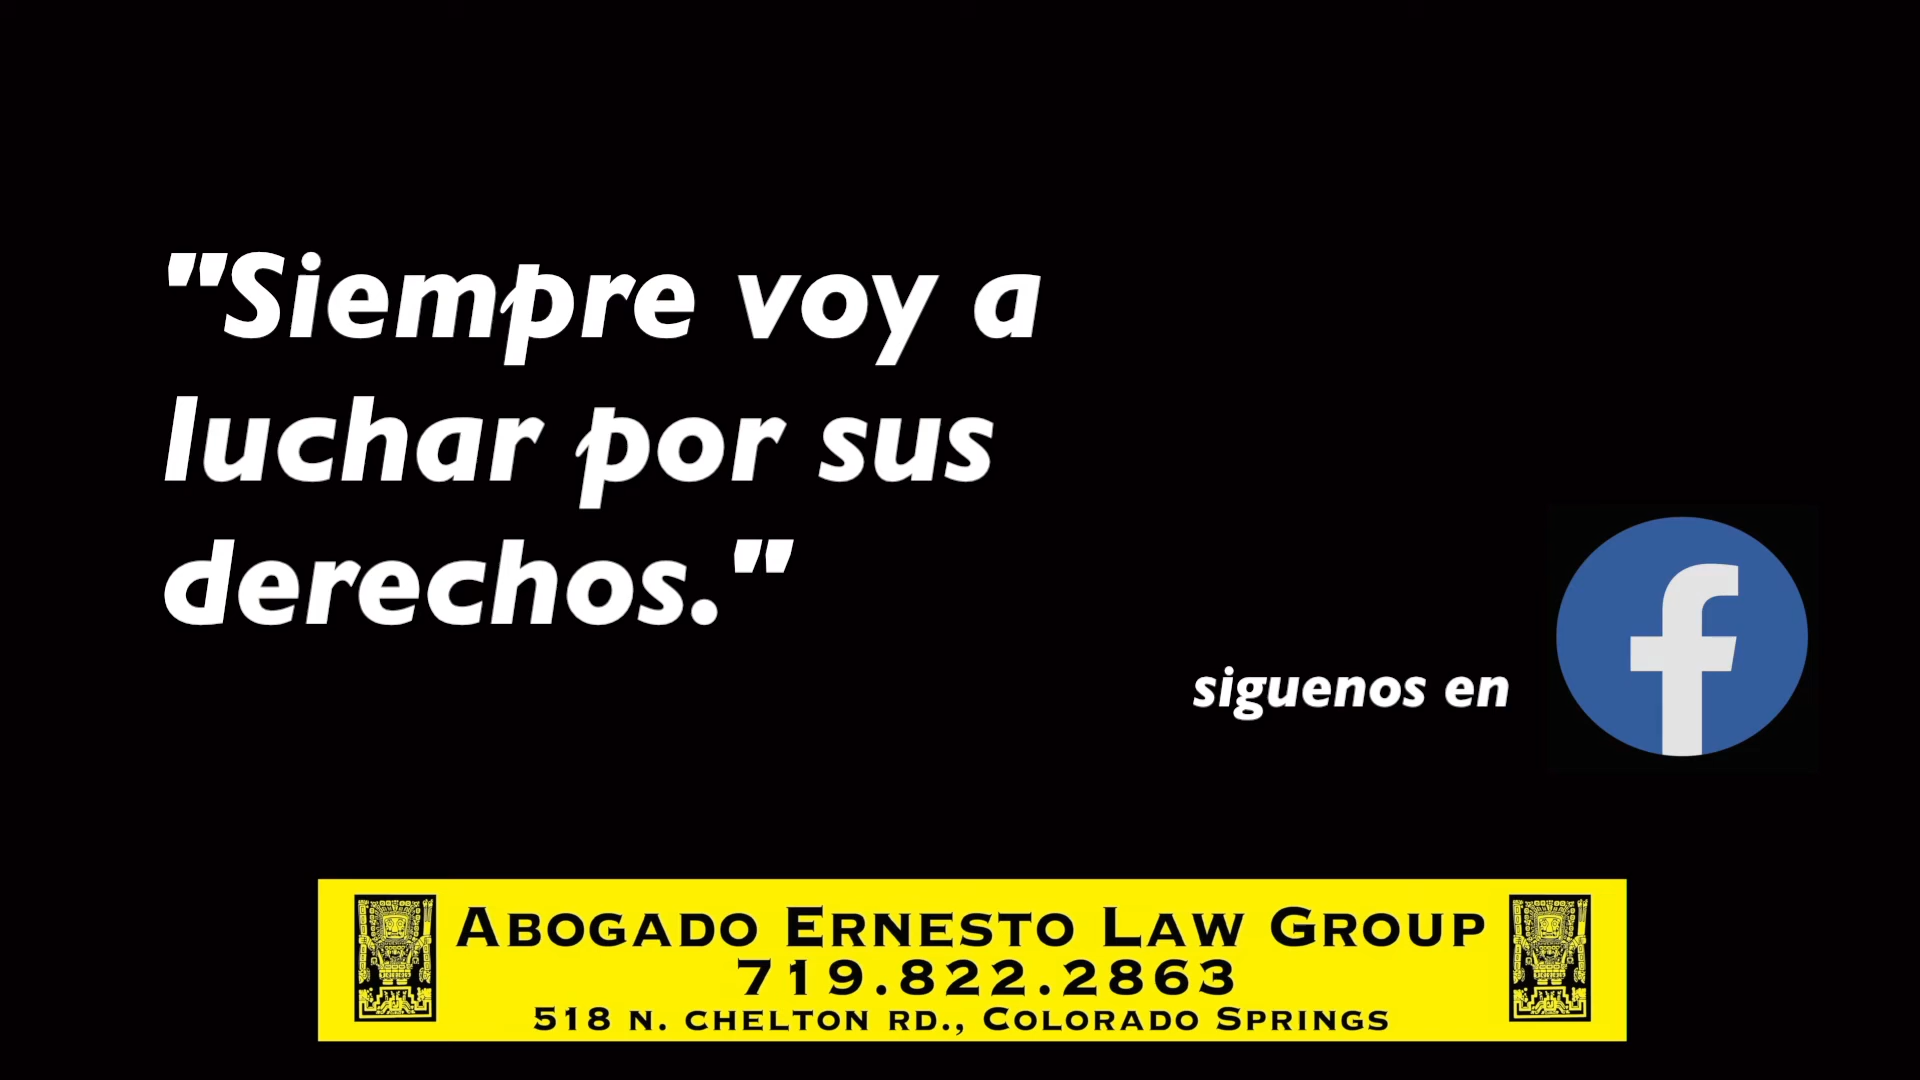 "Siempre voy a
luchar por sus
derechos."
siguenos en
f
ABOGADO ERNESTO LAW GROUP
719.822.2863
518 N. CHELTON RD., COLORADO SPRINGS